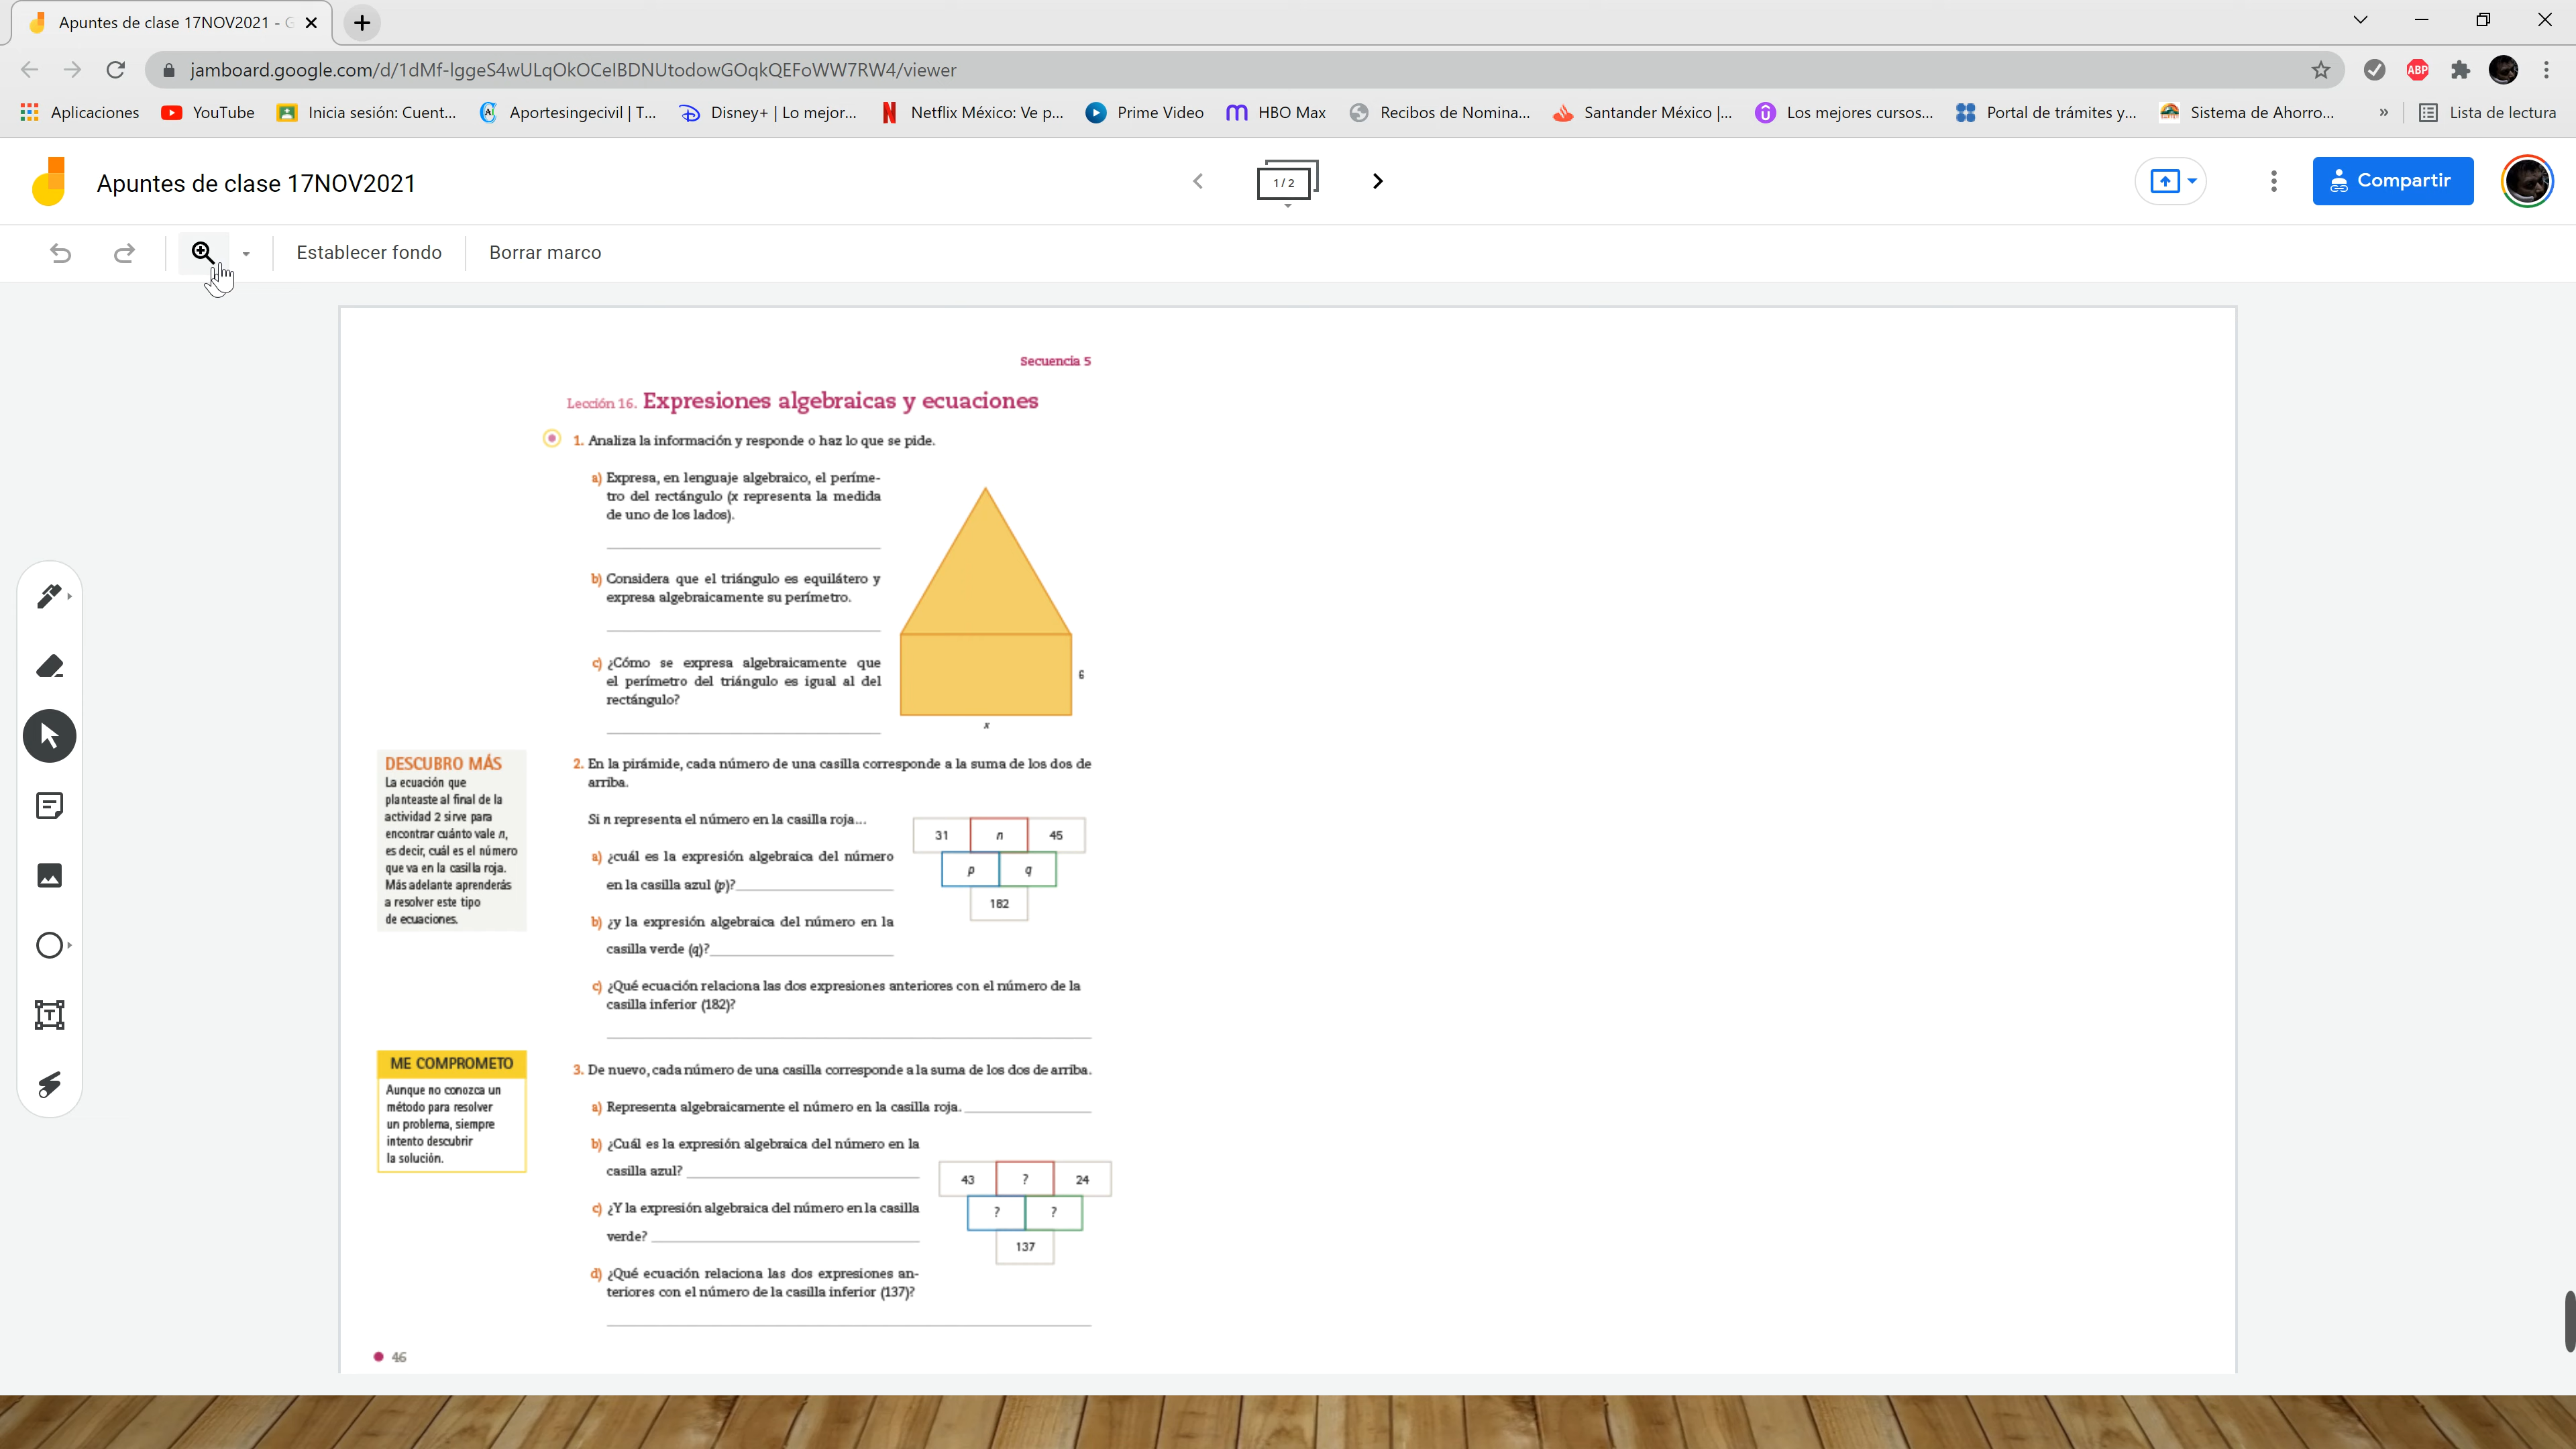 Apuntes de clase 17NOV2021 - G
jamboard.google.com/d/1dMf-IggeS4wULqOkOCeIBDNUtodowGOqkQEFoWW7RW4/viewer
ABP
Aplicaciones YouTube Inicia sesión: Cuent... Aportesingecivil | T... Disney+ | Lo mejor... Netflix México: Ve p... Prime Video HBO Max Recibos de Nomina... Santander México |... Los mejores cursos... Portal de trámites y... Sistema de Ahorro... » Lista de lectura
Apuntes de clase 17NOV2021
1 / 2
Compartir
Establecer fondo Borrar marco
Secuencia 5
Lección 16. Expresiones algebraicas y ecuaciones
1. Analiza la información y responde o haz lo que se pide.
a) Expresa, en lenguaje algebraico, el períme-
tro del rectángulo (x representa la medida
de uno de los lados).
b) Considera que el triángulo es equilátero y
expresa algebraicamente su perímetro.
c) ¿Cómo se expresa algebraicamente que
el perímetro del triángulo es igual al del
rectángulo?
6
x
DESCUBRO MÁS
La ecuación que
planteaste al final de la
actividad 2 sirve para
encontrar cuánto vale n,
es decir, cuál es el número
que va en la casilla roja.
Más adelante aprenderás
a resolver este tipo
de ecuaciones.
2. En la pirámide, cada número de una casilla corresponde a la suma de los dos de
arriba.
Si n representa el número en la casilla roja...
a) ¿cuál es la expresión algebraica del número
en la casilla azul (p)?
b) ¿y la expresión algebraica del número en la
casilla verde (q)?
31 n 45
p q
182
c) ¿Qué ecuación relaciona las dos expresiones anteriores con el número de la
casilla inferior (182)?
ME COMPROMETO
Aunque no conozca un
método para resolver
un problema, siempre
intento descubrir
la solución.
3. De nuevo, cada número de una casilla corresponde a la suma de los dos de arriba.
a) Representa algebraicamente el número en la casilla roja.
b) ¿Cuál es la expresión algebraica del número en la
casilla azul?
c) ¿Y la expresión algebraica del número en la casilla
verde?
d) ¿Qué ecuación relaciona las dos expresiones an-
teriores con el número de la casilla inferior (137)?
43 ? 24
? ?
137
46